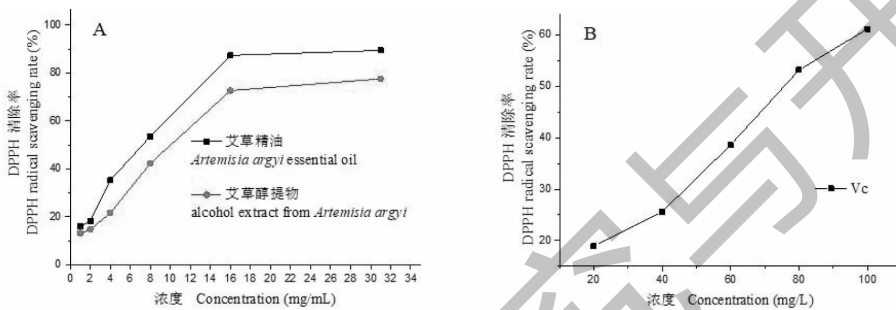 A
DPPH 清除率
DPPH radical scavenging rate (%)
100
80
60
40
20
0
艾草精油
Artemisia argyi essential oil
艾草醇提物
alcohol extract from Artemisia argyi
0 2 4 6 8 10 12 14 16 18 20 22 24 26 28 30 32 34
浓度 Concentration (mg/mL)
B
DPPH 清除率
DPPH radical scavenging rate (%)
60
50
40
30
20
Vc
20 40 60 80 100
浓度 Concentration (mg/L)
与开